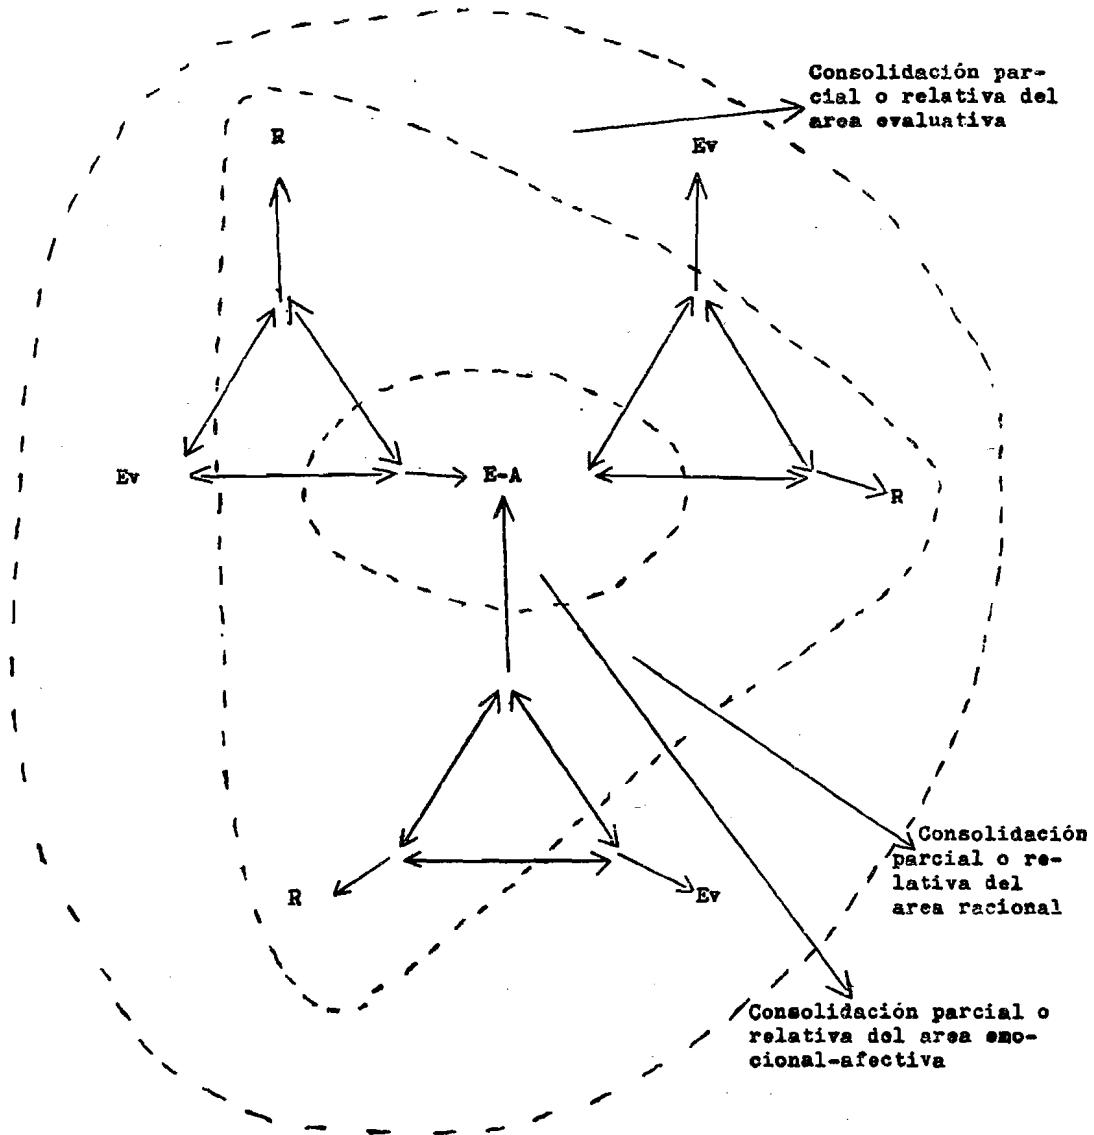 Consolidación par-
cial o relativa del
area evaluativa
R
Ev
Ev
E-A
R
Consolidación
parcial o re-
lativa del
area racional
R
Ev
Consolidación parcial o
relativa del area emo-
cional-afectiva